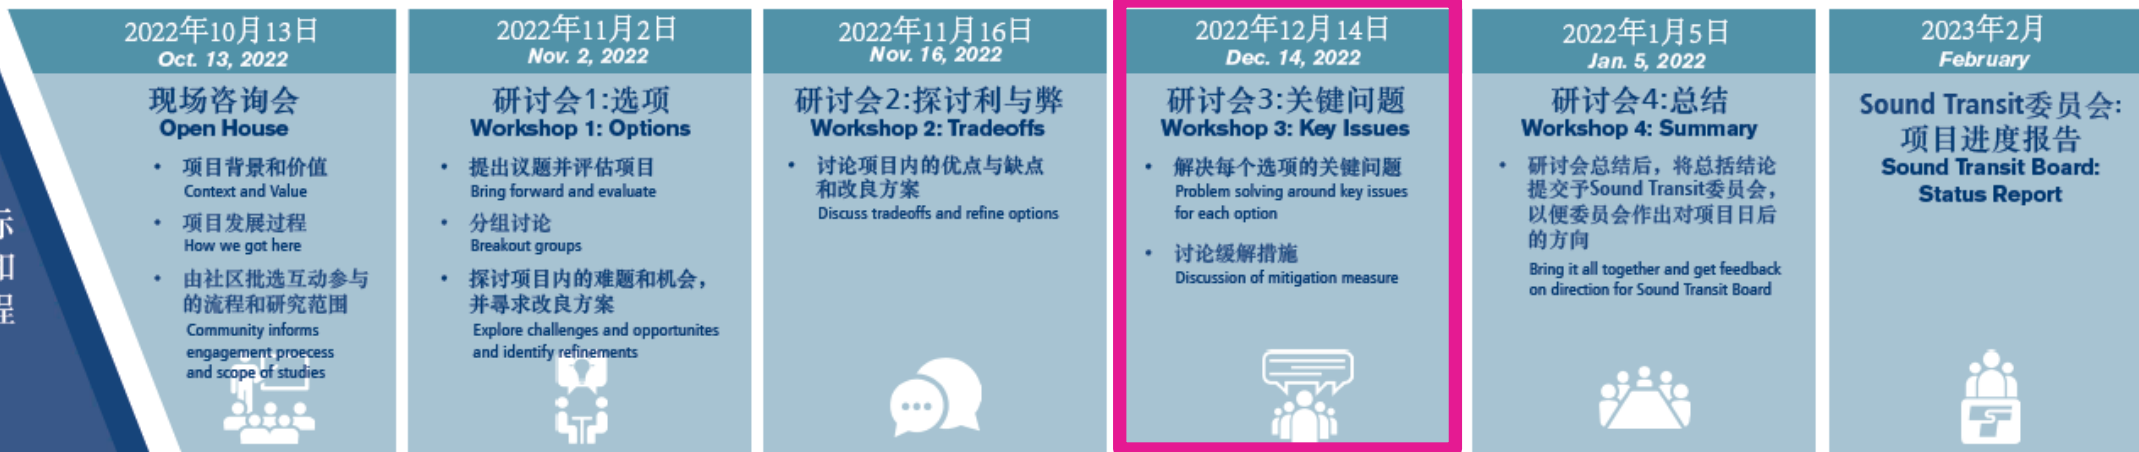 示
和
程
2022年10月13日
Oct. 13, 2022
现场咨询会
Open House
• 项目背景和价值
Context and Value
• 项目发展过程
How we got here
• 由社区批选互动参与
的流程和研究范围
Community informs
engagement proecess
and scope of studies
2022年11月2日
Nov. 2, 2022
研讨会1:选项
Workshop 1: Options
• 提出议题并评估项目
Bring forward and evaluate
• 分组讨论
Breakout groups
• 探讨项目内的难题和机会，
并寻求改良方案
Explore challenges and opportunites
and identify refinements
2022年11月16日
Nov. 16, 2022
研讨会2:探讨利与弊
Workshop 2: Tradeoffs
• 讨论项目内的优点与缺点
和改良方案
Discuss tradeoffs and refine options
2022年12月14日
Dec. 14, 2022
研讨会3:关键问题
Workshop 3: Key Issues
• 解决每个选项的关键问题
Problem solving around key issues
for each option
• 讨论缓解措施
Discussion of mitigation measure
2022年1月5日
Jan. 5, 2022
研讨会4:总结
Workshop 4: Summary
• 研讨会总结后，将总括结论
提交予Sound Transit委员会，
以便委员会作出对项目日后
的方向
Bring it all together and get feedback
on direction for Sound Transit Board
2023年2月
February
Sound Transit委员会:
项目进度报告
Sound Transit Board:
Status Report